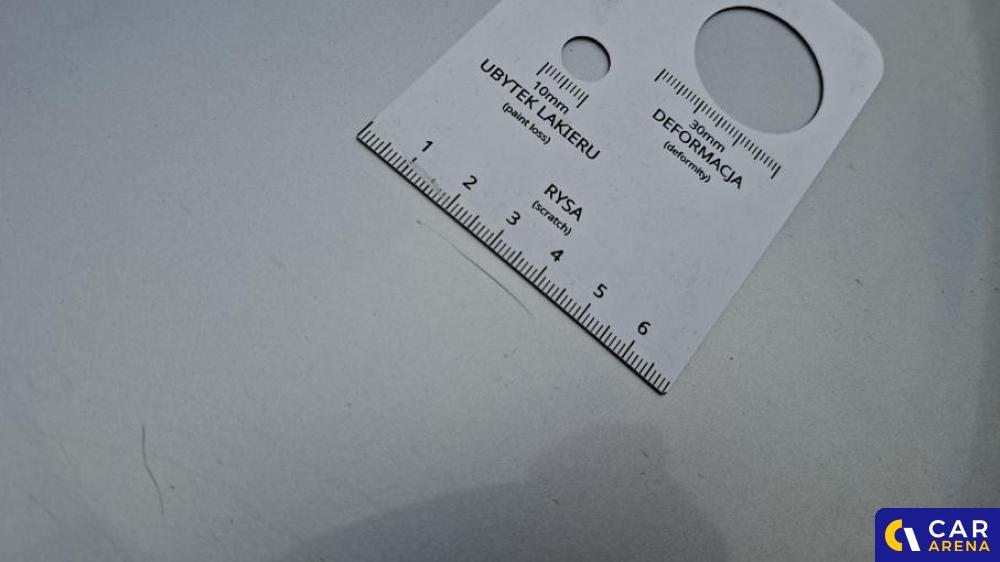 10mm
UBYTEK LAKIERU
(paint loss)
30mm
DEFORMACJA
(deformity)
RYSA
(scratch)
1 2 3 4 5 6
CAR
ARENA